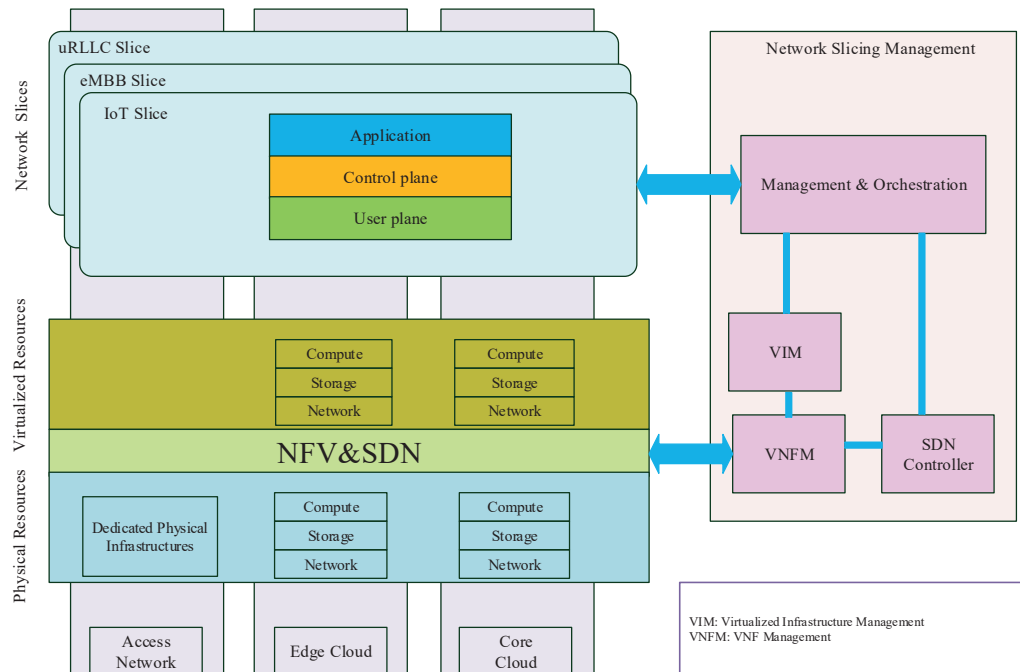 Network Slices
uRLLC Slice
eMBB Slice
IoT Slice
Application
Control plane
User plane
Network Slicing Management
Management & Orchestration
VIM
VNFM
SDN
Controller
Virtualized Resources
Compute
Storage
Network
Compute
Storage
Network
NFV&SDN
Physical Resources
Dedicated Physical
Infrastructures
Compute
Storage
Network
Compute
Storage
Network
Access
Network
Edge Cloud
Core
Cloud
VIM: Virtualized Infrastructure Management
VNFM: VNF Management